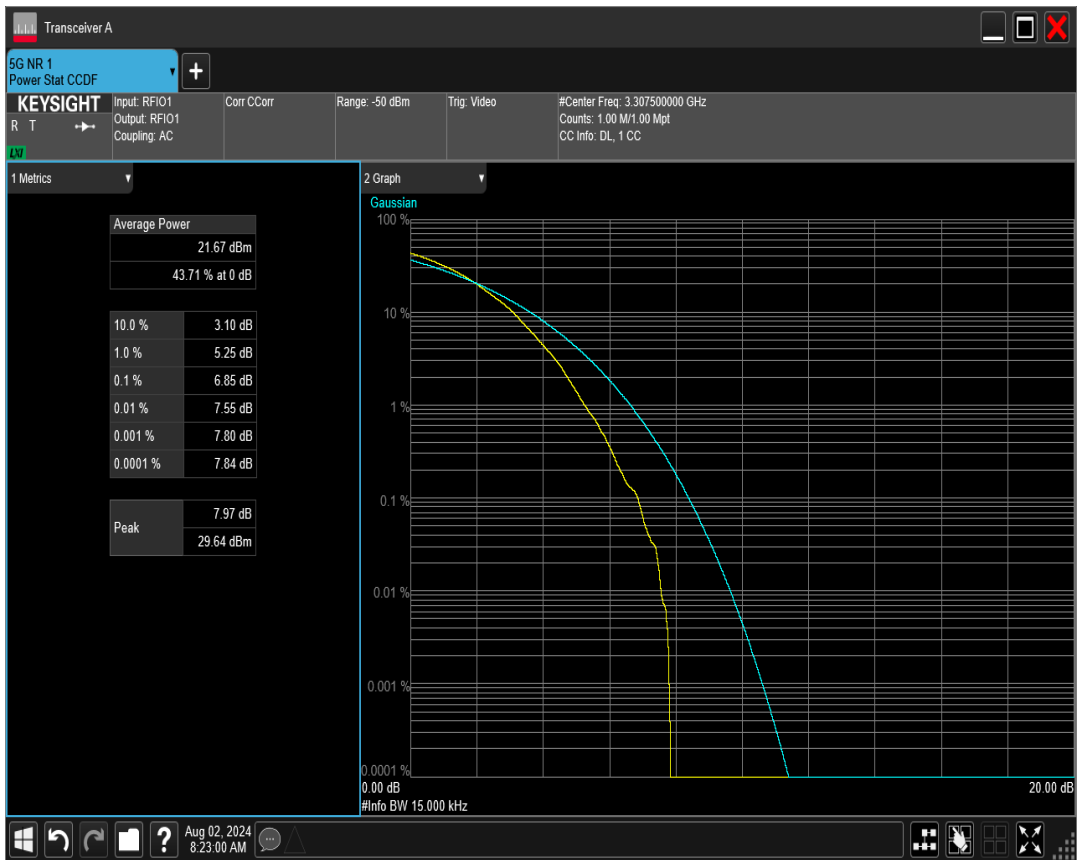 Transceiver A
5G NR 1
Power Stat CCDF
KEYSIGHT
R T
LXI
Input: RFIO1
Output: RFIO1
Coupling: AC
Corr CCorr
Range: -50 dBm
Trig: Video
#Center Freq: 3.307500000 GHz
Counts: 1.00 M/1.00 Mpt
CC Info: DL, 1 CC
1 Metrics
Average Power
21.67 dBm
43.71 % at 0 dB
10.0 % 3.10 dB
1.0 % 5.25 dB
0.1 % 6.85 dB
0.01 % 7.55 dB
0.001 % 7.80 dB
0.0001 % 7.84 dB
Peak
7.97 dB
29.64 dBm
2 Graph
Gaussian
100 %
10 %
1 %
0.1 %
0.01 %
0.001 %
0.0001 %
0.00 dB 20.00 dB
#Info BW 15.000 kHz
Aug 02, 2024
8:23:00 AM